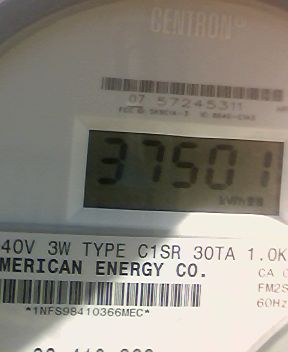 CENTRON®
07 57245311
37501
kWh
40V 3W TYPE C1SR 30TA 1.0K
MERICAN ENERGY CO.
CA
FM2S
60Hz
*1NFS98410366MEC*